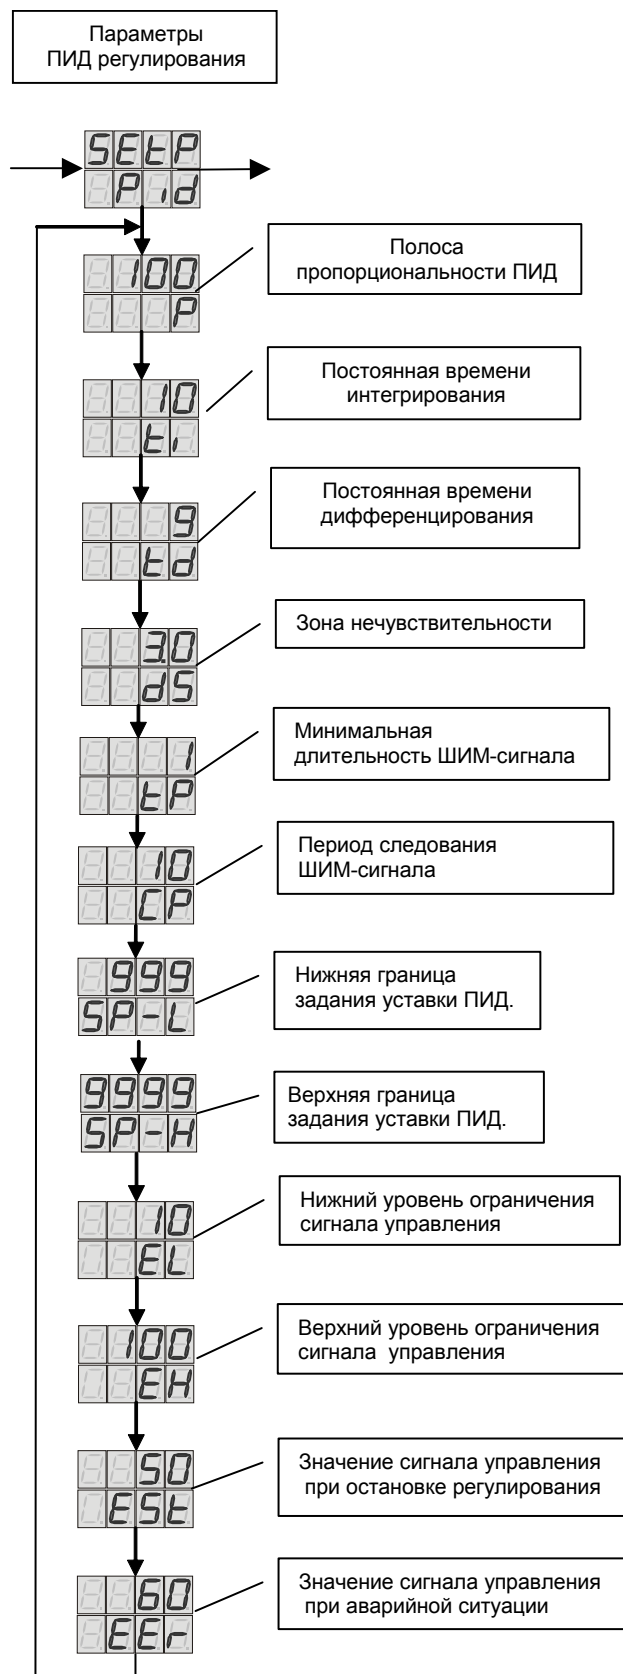 Параметры
ПИД регулирования
SEtP
Pid
100
P
Полоса
пропорциональности ПИД
10
ti
Постоянная времени
интегрирования
9
td
Постоянная времени
дифференцирования
3.0
dS
Зона нечувствительности
1
tP
Минимальная
длительность ШИМ-сигнала
10
CP
Период следования
ШИМ-сигнала
999
SP-L
Нижняя граница
задания уставки ПИД.
9999
SP-H
Верхняя граница
задания уставки ПИД.
10
EL
Нижний уровень ограничения
сигнала управления
100
EH
Верхний уровень ограничения
сигнала управления
50
ESt
Значение сигнала управления
при остановке регулирования
60
EEr
Значение сигнала управления
при аварийной ситуации